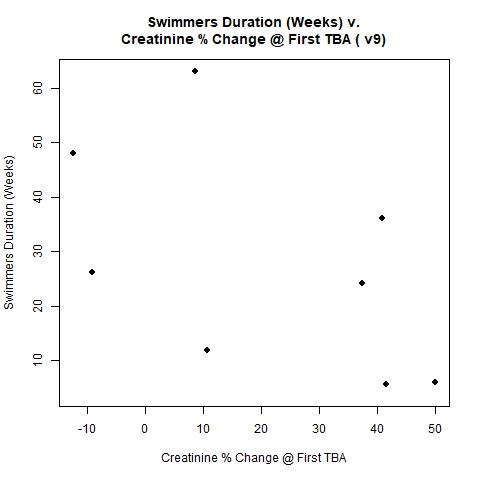 Swimmers Duration (Weeks) v.
Creatinine % Change @ First TBA ( v9)
Swimmers Duration (Weeks)
60
50
40
30
20
10
-10 0 10 20 30 40 50
Creatinine % Change @ First TBA